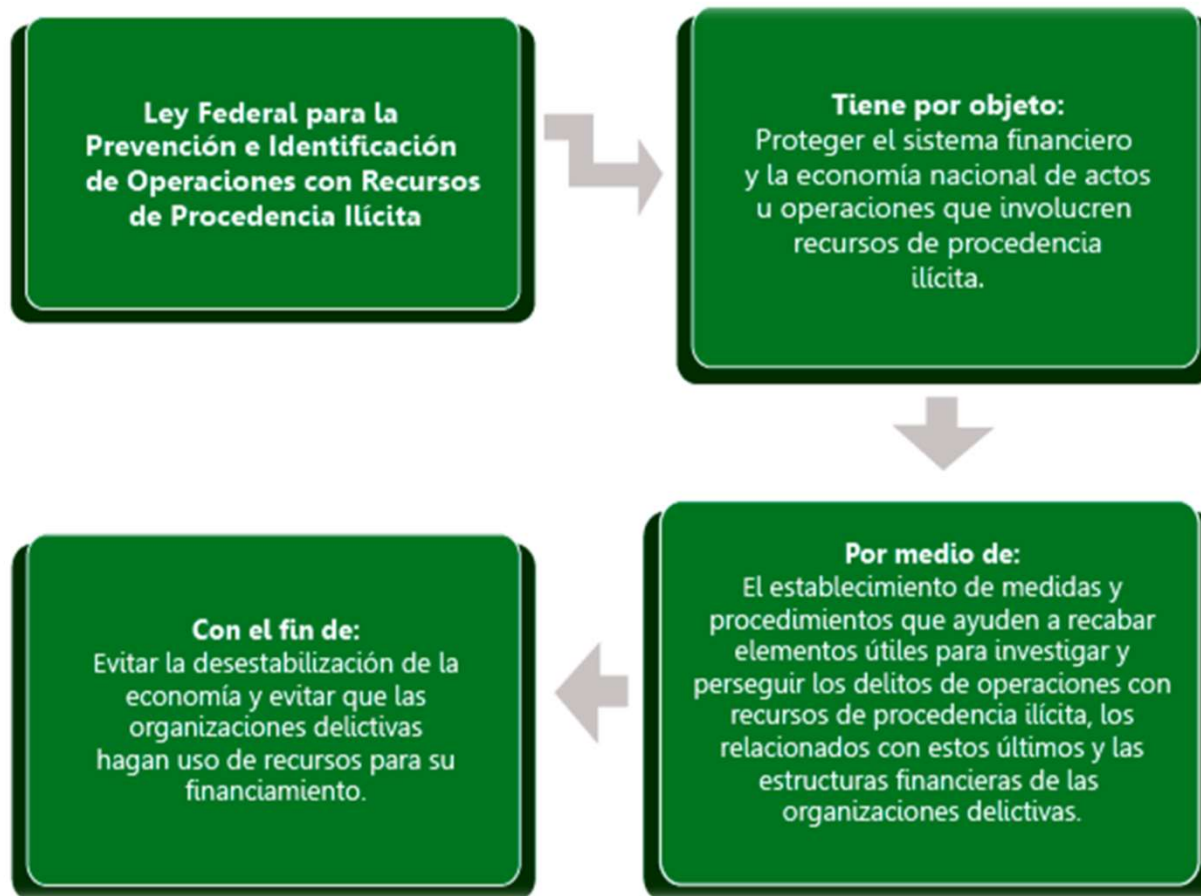 Ley Federal para la
Prevención e Identificación
de Operaciones con Recursos
de Procedencia Ilícita
Tiene por objeto:
Proteger el sistema financiero
y la economía nacional de actos
u operaciones que involucren
recursos de procedencia
ilícita.
Por medio de:
El establecimiento de medidas y
procedimientos que ayuden a recabar
elementos útiles para investigar y
perseguir los delitos de operaciones con
recursos de procedencia ilícita, los
relacionados con estos últimos y las
estructuras financieras de las
organizaciones delictivas.
Con el fin de:
Evitar la desestabilización de la
economía y evitar que las
organizaciones delictivas
hagan uso de recursos para su
financiamiento.